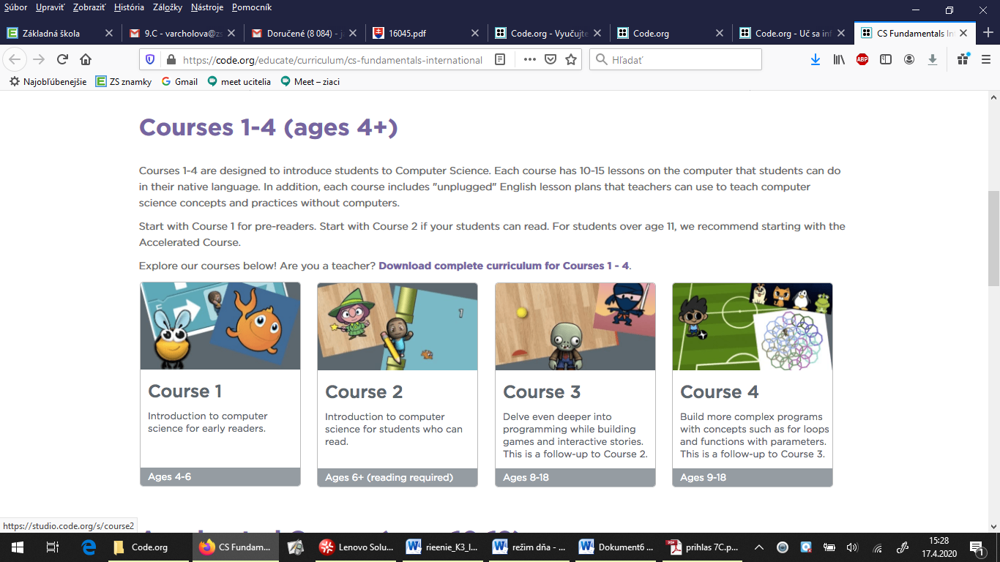 Súbor Upraviť Zobraziť História Záložky Nástroje Pomocník
Základná škola
9.C - varcholova@zs
Doručené (8 084) - j
16045.pdf
Code.org - Vyučujte
Code.org
Code.org - Uč sa inf
CS Fundamentals In
https://code.org/educate/curriculum/cs-fundamentals-international
Hľadať
ABP
Najobľúbenejšie
ZS znamky
Gmail
meet ucitelia
Meet – ziaci
Courses 1-4 (ages 4+)
Courses 1-4 are designed to introduce students to Computer Science. Each course has 10-15 lessons on the computer that students can do
in their native language. In addition, each course includes "unplugged" English lesson plans that teachers can use to teach computer
science concepts and practices without computers.
Start with Course 1 for pre-readers. Start with Course 2 if your students can read. For students over age 11, we recommend starting with the
Accelerated Course.
Explore our courses below! Are you a teacher? Download complete curriculum for Courses 1 - 4.
1
Course 1
Introduction to computer
science for early readers.
Ages 4-6
Course 2
Introduction to computer
science for students who can
read.
Ages 6+ (reading required)
Course 3
Delve even deeper into
programming while building
games and interactive stories.
This is a follow-up to Course 2.
Ages 8-18
Course 4
Build more complex programs
with concepts such as for loops
and functions with parameters.
This is a follow-up to Course 3.
Ages 9-18
https://studio.code.org/s/course2
Code.org
CS Fundam...
Lenovo Solu...
rieenie_K3_I...
režim dňa - ...
Dokument6 ...
prihlas 7C.p...
15:28
17.4.2020
1